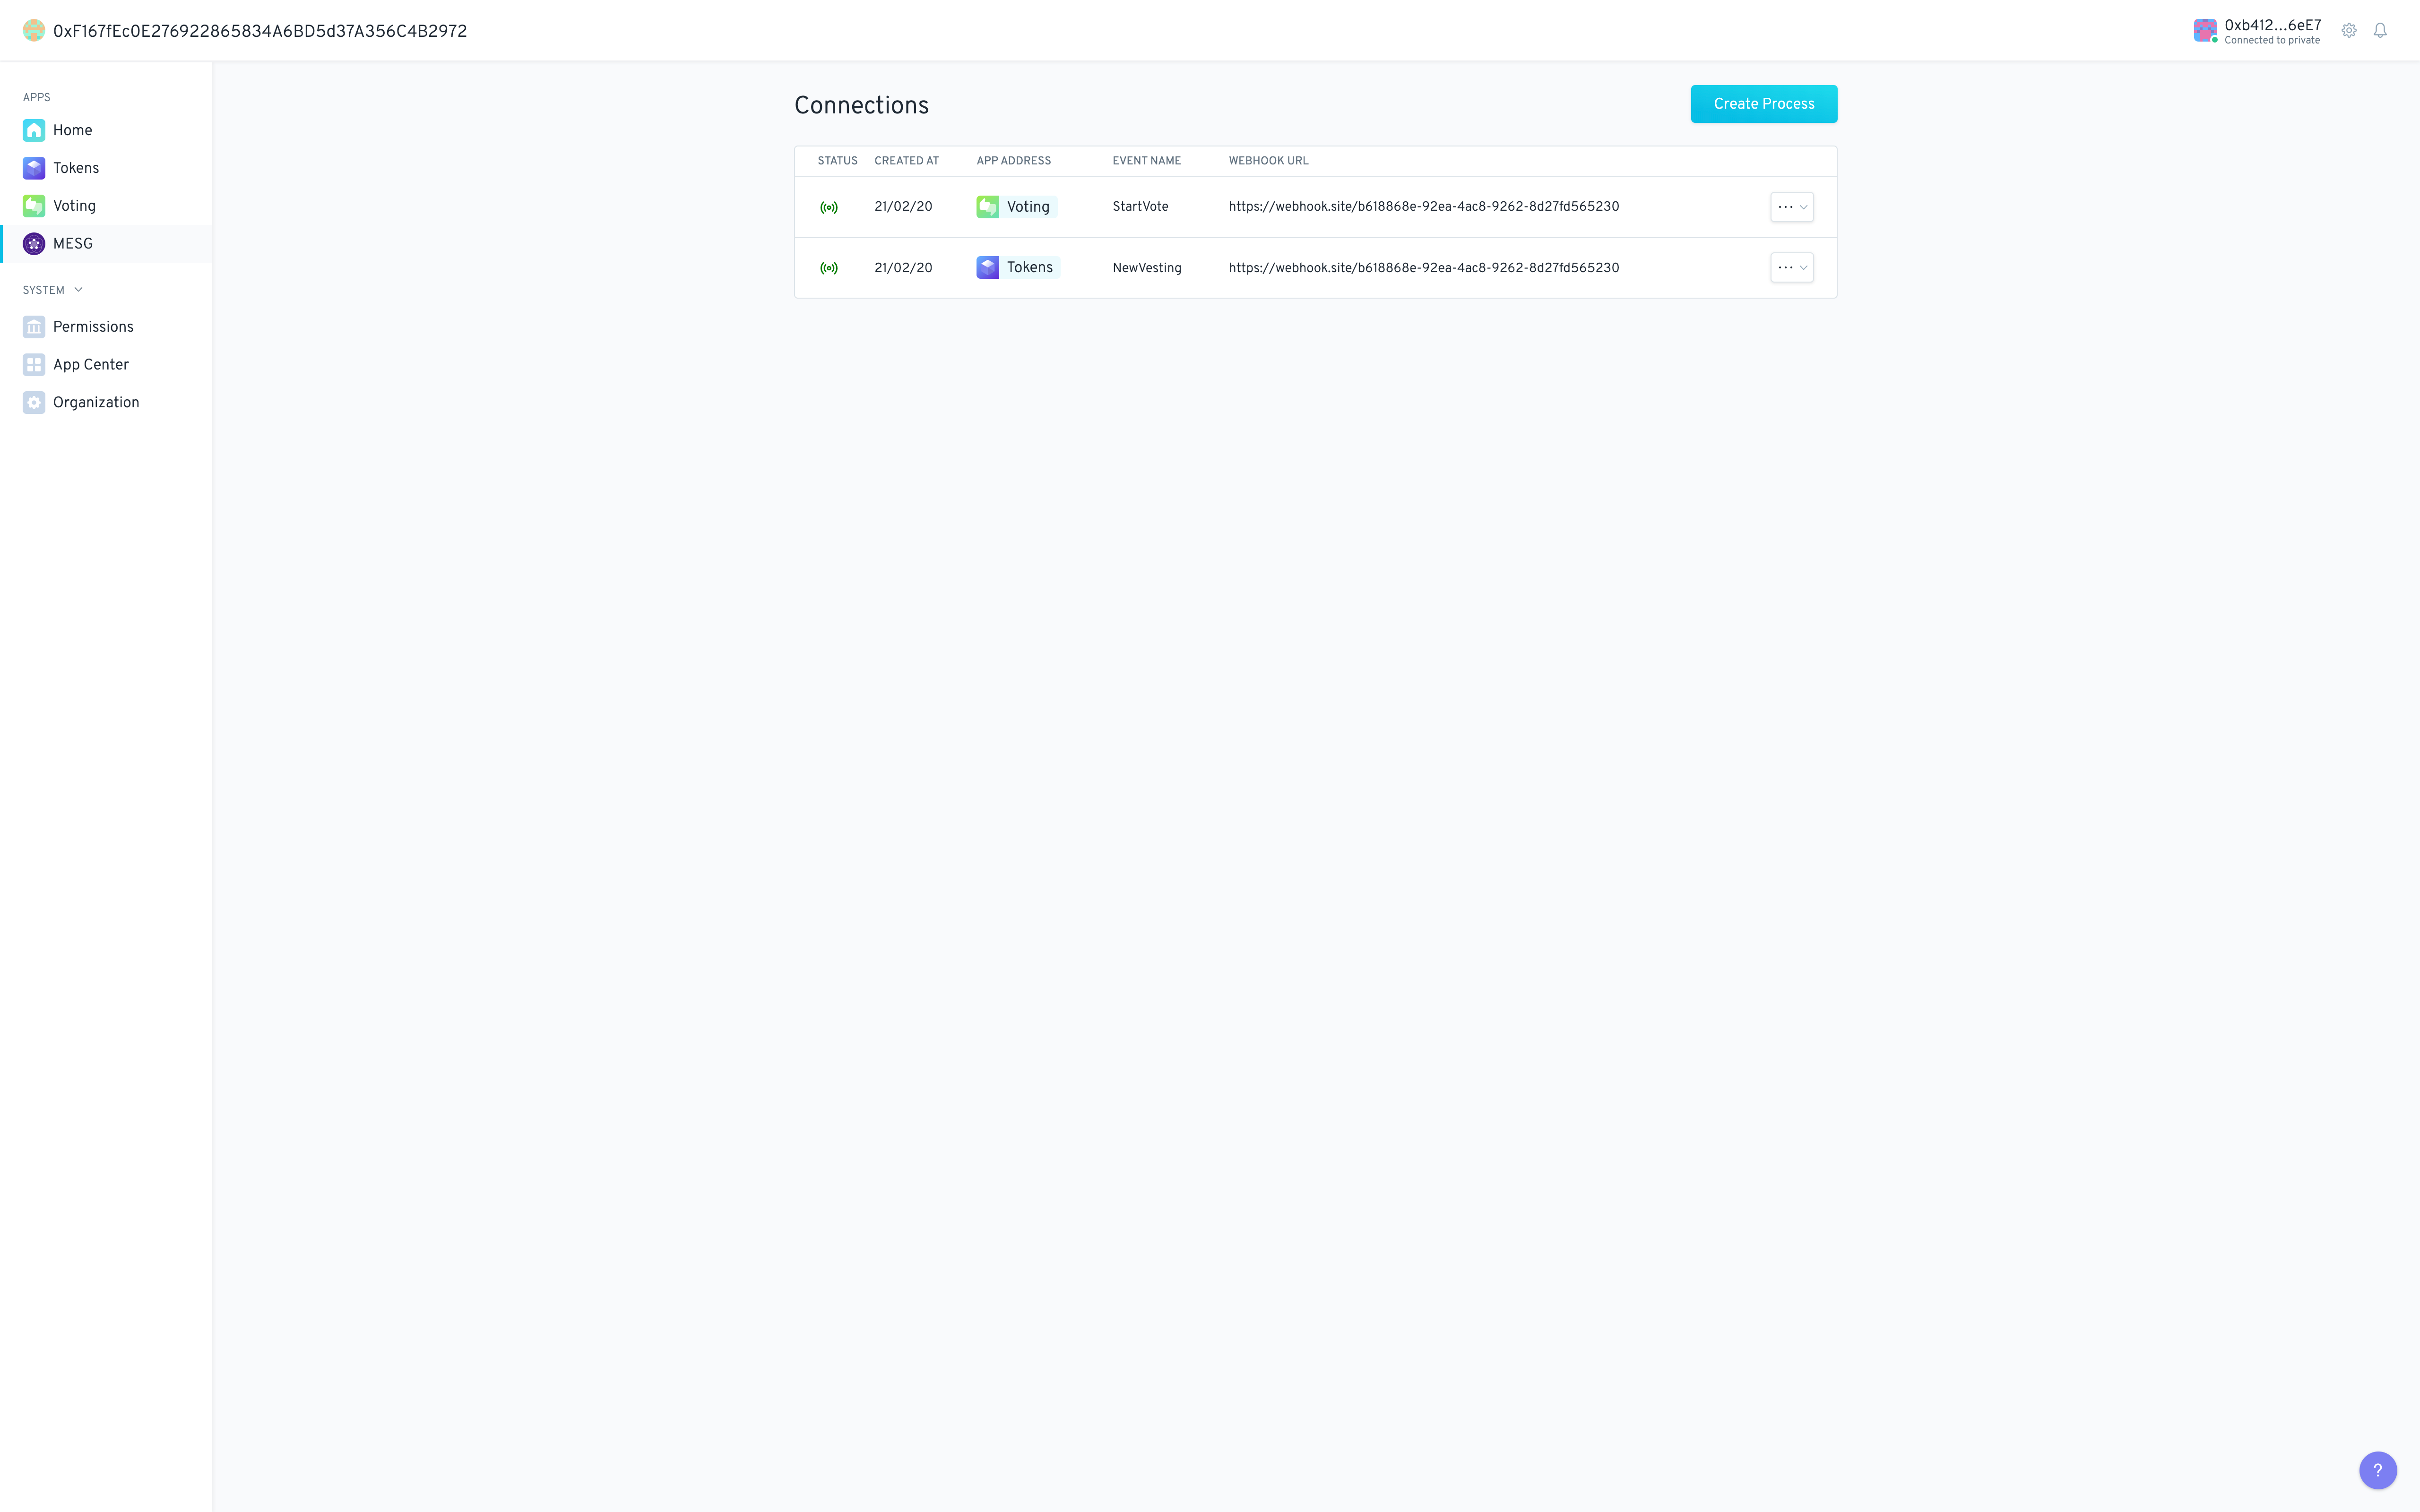 0xF167fEc0E276922865834A6BD5d37A356C4B2972
0xb412...6eE7
Connected to private
APPS
Home
Tokens
Voting
MESG
SYSTEM
Permissions
App Center
Organization
Connections
Create Process
STATUS CREATED AT APP ADDRESS EVENT NAME WEBHOOK URL
21/02/20 Voting StartVote https://webhook.site/b618868e-92ea-4ac8-9262-8d27fd565230 ...
21/02/20 Tokens NewVesting https://webhook.site/b618868e-92ea-4ac8-9262-8d27fd565230 ...
?